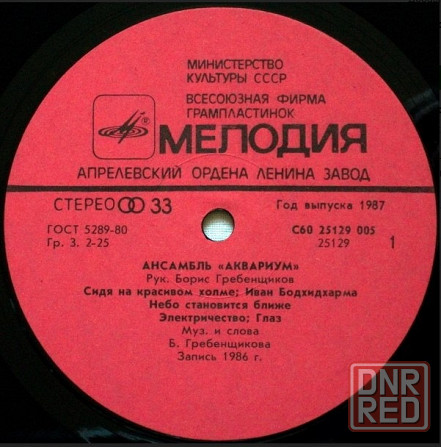 МИНИСТЕРСТВО
КУЛЬТУРЫ СССР
ВСЕСОЮЗНАЯ ФИРМА
ГРАМПЛАСТИНОК
® МЕЛОДИЯ
АПРЕЛЕВСКИЙ ОРДЕНА ЛЕНИНА ЗАВОД
СТЕРЕО 33
Год выпуска 1987
ГОСТ 5289-80
С60 25129 005
Гр. 3. 2-25
25129
1
АНСАМБЛЬ «АКВАРИУМ»
Рук. Борис Гребенщиков
Сидя на красивом холме; Иван Бодхидхарма
Небо становится ближе
Электричество; Глаз
Муз. и слова
Б. Гребенщикова
Запись 1986 г.
DNR
RED